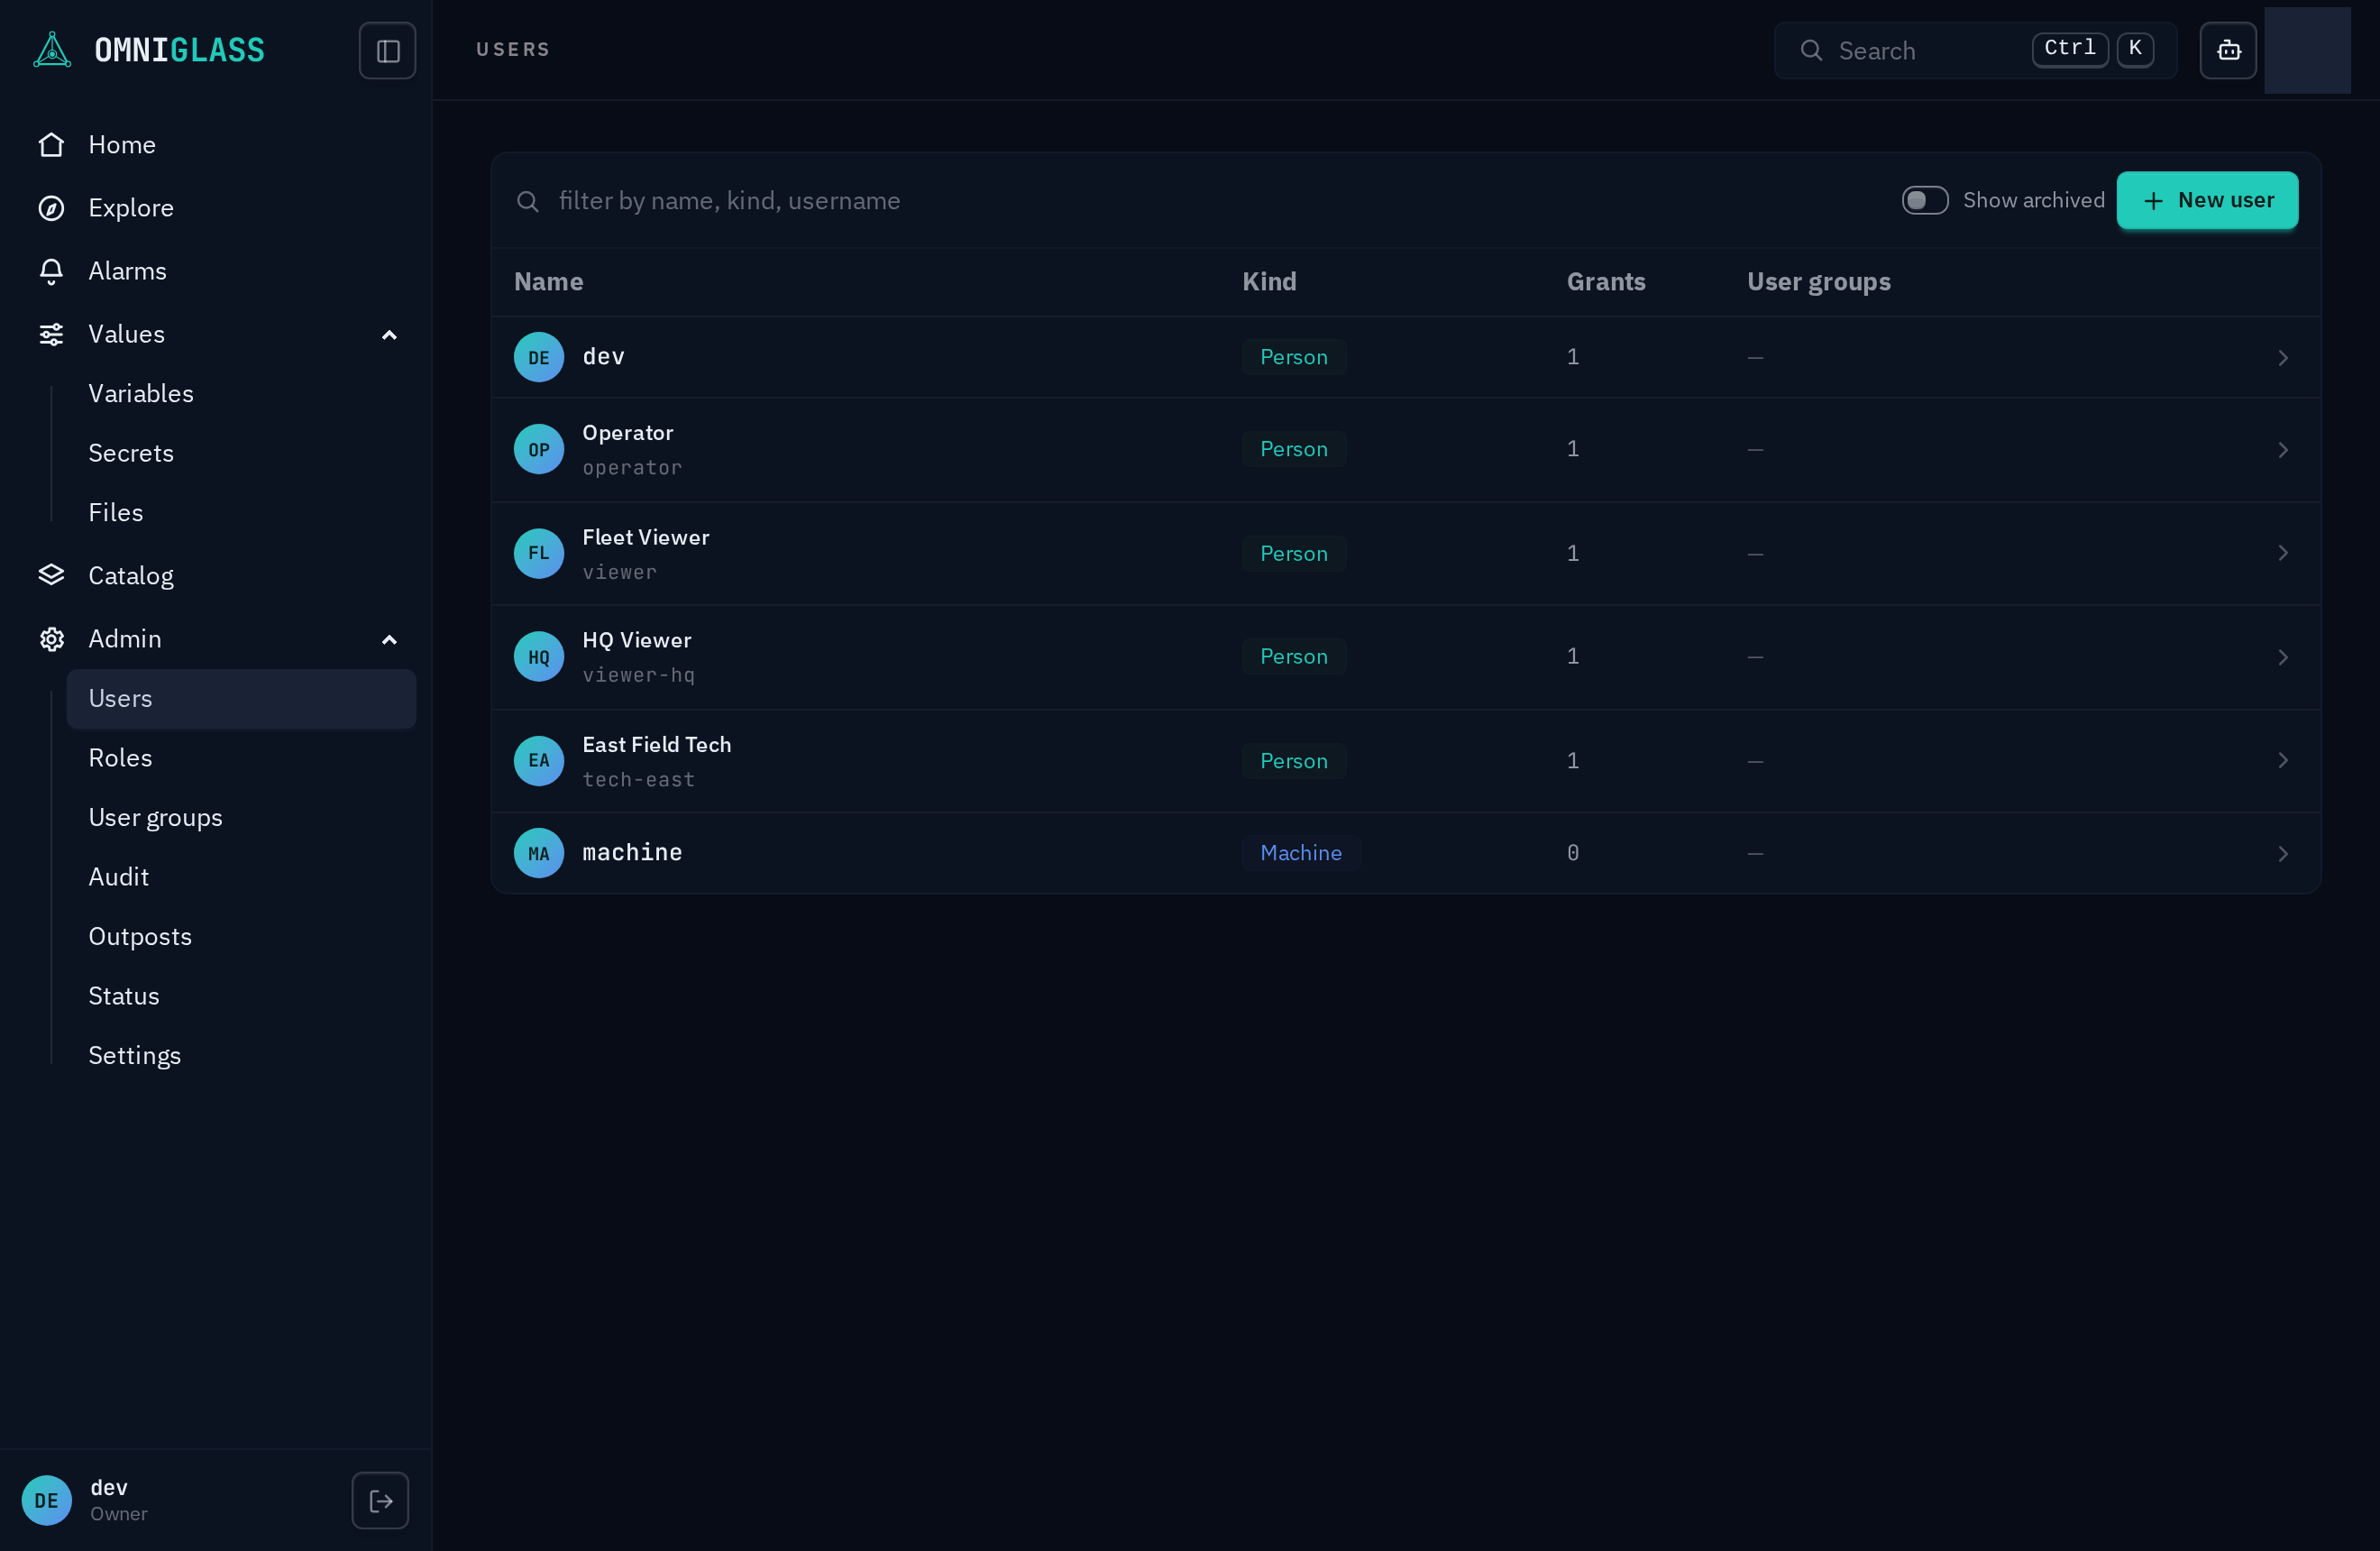 OMNIGLASS
Home
Explore
Alarms
Values
Variables
Secrets
Files
Catalog
Admin
Users
Roles
User groups
Audit
Outposts
Status
Settings
DE
dev
Owner
USERS
Search Ctrl K
filter by name, kind, username
Show archived
New user
Name Kind Grants User groups
DE dev Person 1 —
OP Operator operator Person 1 —
FL Fleet Viewer viewer Person 1 —
HQ HQ Viewer viewer-hq Person 1 —
EA East Field Tech tech-east Person 1 —
MA machine Machine 0 —